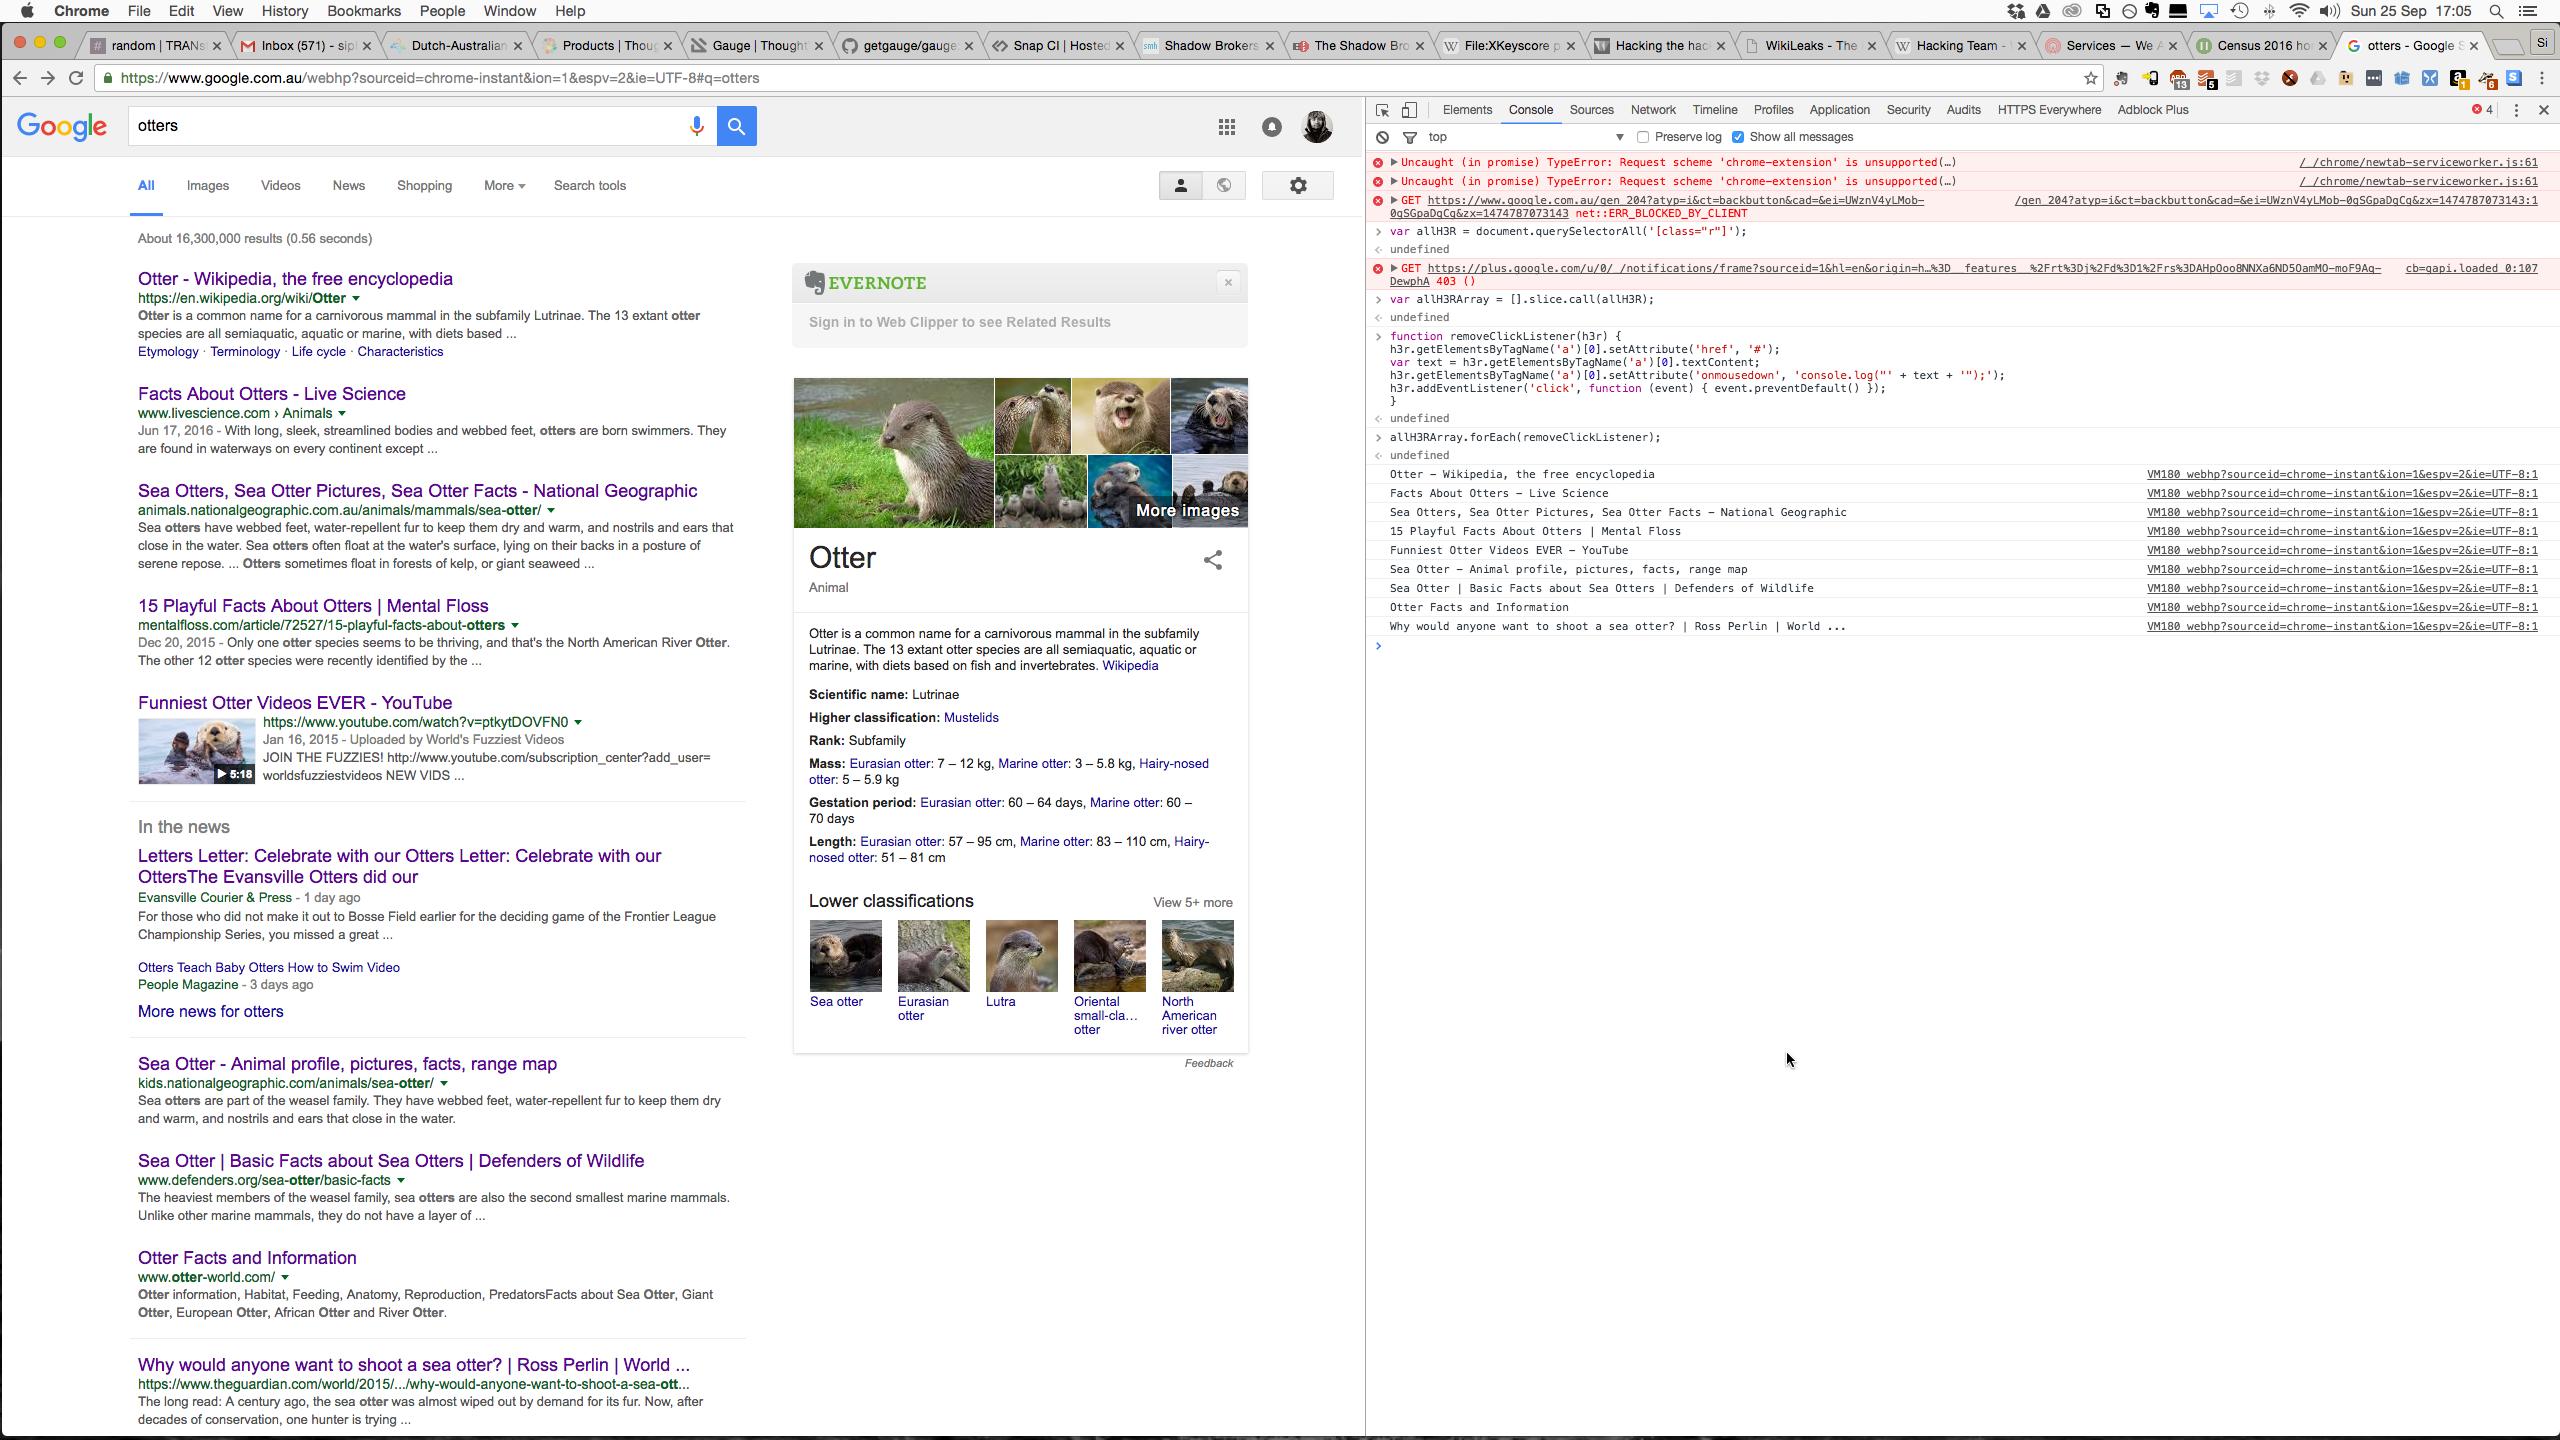 Chrome File Edit View History Bookmarks People Window Help
Sun 25 Sep 17:05
# random | TRANs
Inbox (571) - sipl
Dutch-Australian
Products | Thoug
Gauge | Thought
getgauge/gauge:
Snap CI | Hosted
smh Shadow Brokers
The Shadow Bro
File:XKeyscore p
Hacking the hac
WikiLeaks - The
Hacking Team -
Services — We A
Census 2016 ho
otters - Google S
Si
https://www.google.com.au/webhp?sourceid=chrome-instant&ion=1&espv=2&ie=UTF-8#q=otters
Google
otters
All Images Videos News Shopping More Search tools
About 16,300,000 results (0.56 seconds)
Otter - Wikipedia, the free encyclopedia
https://en.wikipedia.org/wiki/Otter
Otter is a common name for a carnivorous mammal in the subfamily Lutrinae. The 13 extant otter
species are all semiaquatic, aquatic or marine, with diets based ...
Etymology · Terminology · Life cycle · Characteristics
Facts About Otters - Live Science
www.livescience.com › Animals
Jun 17, 2016 - With long, sleek, streamlined bodies and webbed feet, otters are born swimmers. They
are found in waterways on every continent except ...
Sea Otters, Sea Otter Pictures, Sea Otter Facts - National Geographic
animals.nationalgeographic.com.au/animals/mammals/sea-otter/
Sea otters have webbed feet, water-repellent fur to keep them dry and warm, and nostrils and ears that
close in the water. Sea otters often float at the water's surface, lying on their backs in a posture of
serene repose. ... Otters sometimes float in forests of kelp, or giant seaweed ...
15 Playful Facts About Otters | Mental Floss
mentalfloss.com/article/72527/15-playful-facts-about-otters
Dec 20, 2015 - Only one otter species seems to be thriving, and that's the North American River Otter.
The other 12 otter species were recently identified by the ...
Funniest Otter Videos EVER - YouTube
https://www.youtube.com/watch?v=ptkytDOVFN0
Jan 16, 2015 - Uploaded by World's Fuzziest Videos
JOIN THE FUZZIES! http://www.youtube.com/subscription_center?add_user=
worldsfuzziestvideos NEW VIDS ...
5:18
In the news
Letters Letter: Celebrate with our Otters Letter: Celebrate with our
OttersThe Evansville Otters did our
Evansville Courier & Press - 1 day ago
For those who did not make it out to Bosse Field earlier for the deciding game of the Frontier League
Championship Series, you missed a great ...
Otters Teach Baby Otters How to Swim Video
People Magazine - 3 days ago
More news for otters
Sea Otter - Animal profile, pictures, facts, range map
kids.nationalgeographic.com/animals/sea-otter/
Sea otters are part of the weasel family. They have webbed feet, water-repellent fur to keep them dry
and warm, and nostrils and ears that close in the water.
Sea Otter | Basic Facts about Sea Otters | Defenders of Wildlife
www.defenders.org/sea-otter/basic-facts
The heaviest members of the weasel family, sea otters are also the second smallest marine mammals.
Unlike other marine mammals, they do not have a layer of ...
Otter Facts and Information
www.otter-world.com/
Otter information, Habitat, Feeding, Anatomy, Reproduction, PredatorsFacts about Sea Otter, Giant
Otter, European Otter, African Otter and River Otter.
Why would anyone want to shoot a sea otter? | Ross Perlin | World ...
https://www.theguardian.com/world/2015/.../why-would-anyone-want-to-shoot-a-sea-ott...
The long read: A century ago, the sea otter was almost wiped out by demand for its fur. Now, after
decades of conservation, one hunter is trying ...
EVERNOTE
Sign in to Web Clipper to see Related Results
More images
Otter
Animal
Otter is a common name for a carnivorous mammal in the subfamily
Lutrinae. The 13 extant otter species are all semiaquatic, aquatic or
marine, with diets based on fish and invertebrates. Wikipedia
Scientific name: Lutrinae
Higher classification: Mustelids
Rank: Subfamily
Mass: Eurasian otter: 7 – 12 kg, Marine otter: 3 – 5.8 kg, Hairy-nosed
otter: 5 – 5.9 kg
Gestation period: Eurasian otter: 60 – 64 days, Marine otter: 60 –
70 days
Length: Eurasian otter: 57 – 95 cm, Marine otter: 83 – 110 cm, Hairy-
nosed otter: 51 – 81 cm
Lower classifications
View 5+ more
Sea otter
Eurasian
otter
Lutra
Oriental
small-cla...
otter
North
American
river otter
Feedback
Elements Console Sources Network Timeline Profiles Application Security Audits HTTPS Everywhere Adblock Plus
4
top
Preserve log
Show all messages
Uncaught (in promise) TypeError: Request scheme 'chrome-extension' is unsupported(…)
/_/chrome/newtab-serviceworker.js:61
Uncaught (in promise) TypeError: Request scheme 'chrome-extension' is unsupported(…)
/_/chrome/newtab-serviceworker.js:61
GET https://www.google.com.au/gen_204?atyp=i&ct=backbutton&cad=&ei=UWznV4yLMob-
0gSGpaDgCg&zx=1474787073143 net::ERR_BLOCKED_BY_CLIENT
/gen_204?atyp=i&ct=backbutton&cad=&ei=UWznV4yLMob-0gSGpaDgCg&zx=1474787073143:1
var allH3R = document.querySelectorAll('[class="r"]');
undefined
GET https://plus.google.com/u/0/_/notifications/frame?sourceid=1&hl=en&origin=h…%3D__features__%2Frt%3Dj%2Fd%3D1%2Frs%3DAHpOoo8NNXa6ND5OamMO-moF9Ag-
DewphA 403 ()
cb=gapi.loaded_0:107
var allH3RArray = [].slice.call(allH3R);
undefined
function removeClickListener(h3r) {
h3r.getElementsByTagName('a')[0].setAttribute('href', '#');
var text = h3r.getElementsByTagName('a')[0].textContent;
h3r.getElementsByTagName('a')[0].setAttribute('onmousedown', 'console.log("' + text + '");');
h3r.addEventListener('click', function (event) { event.preventDefault() });
}
undefined
allH3RArray.forEach(removeClickListener);
undefined
Otter – Wikipedia, the free encyclopedia
VM180 webhp?sourceid=chrome-instant&ion=1&espv=2&ie=UTF-8:1
Facts About Otters – Live Science
VM180 webhp?sourceid=chrome-instant&ion=1&espv=2&ie=UTF-8:1
Sea Otters, Sea Otter Pictures, Sea Otter Facts – National Geographic
VM180 webhp?sourceid=chrome-instant&ion=1&espv=2&ie=UTF-8:1
15 Playful Facts About Otters | Mental Floss
VM180 webhp?sourceid=chrome-instant&ion=1&espv=2&ie=UTF-8:1
Funniest Otter Videos EVER – YouTube
VM180 webhp?sourceid=chrome-instant&ion=1&espv=2&ie=UTF-8:1
Sea Otter – Animal profile, pictures, facts, range map
VM180 webhp?sourceid=chrome-instant&ion=1&espv=2&ie=UTF-8:1
Sea Otter | Basic Facts about Sea Otters | Defenders of Wildlife
VM180 webhp?sourceid=chrome-instant&ion=1&espv=2&ie=UTF-8:1
Otter Facts and Information
VM180 webhp?sourceid=chrome-instant&ion=1&espv=2&ie=UTF-8:1
Why would anyone want to shoot a sea otter? | Ross Perlin | World ...
VM180 webhp?sourceid=chrome-instant&ion=1&espv=2&ie=UTF-8:1